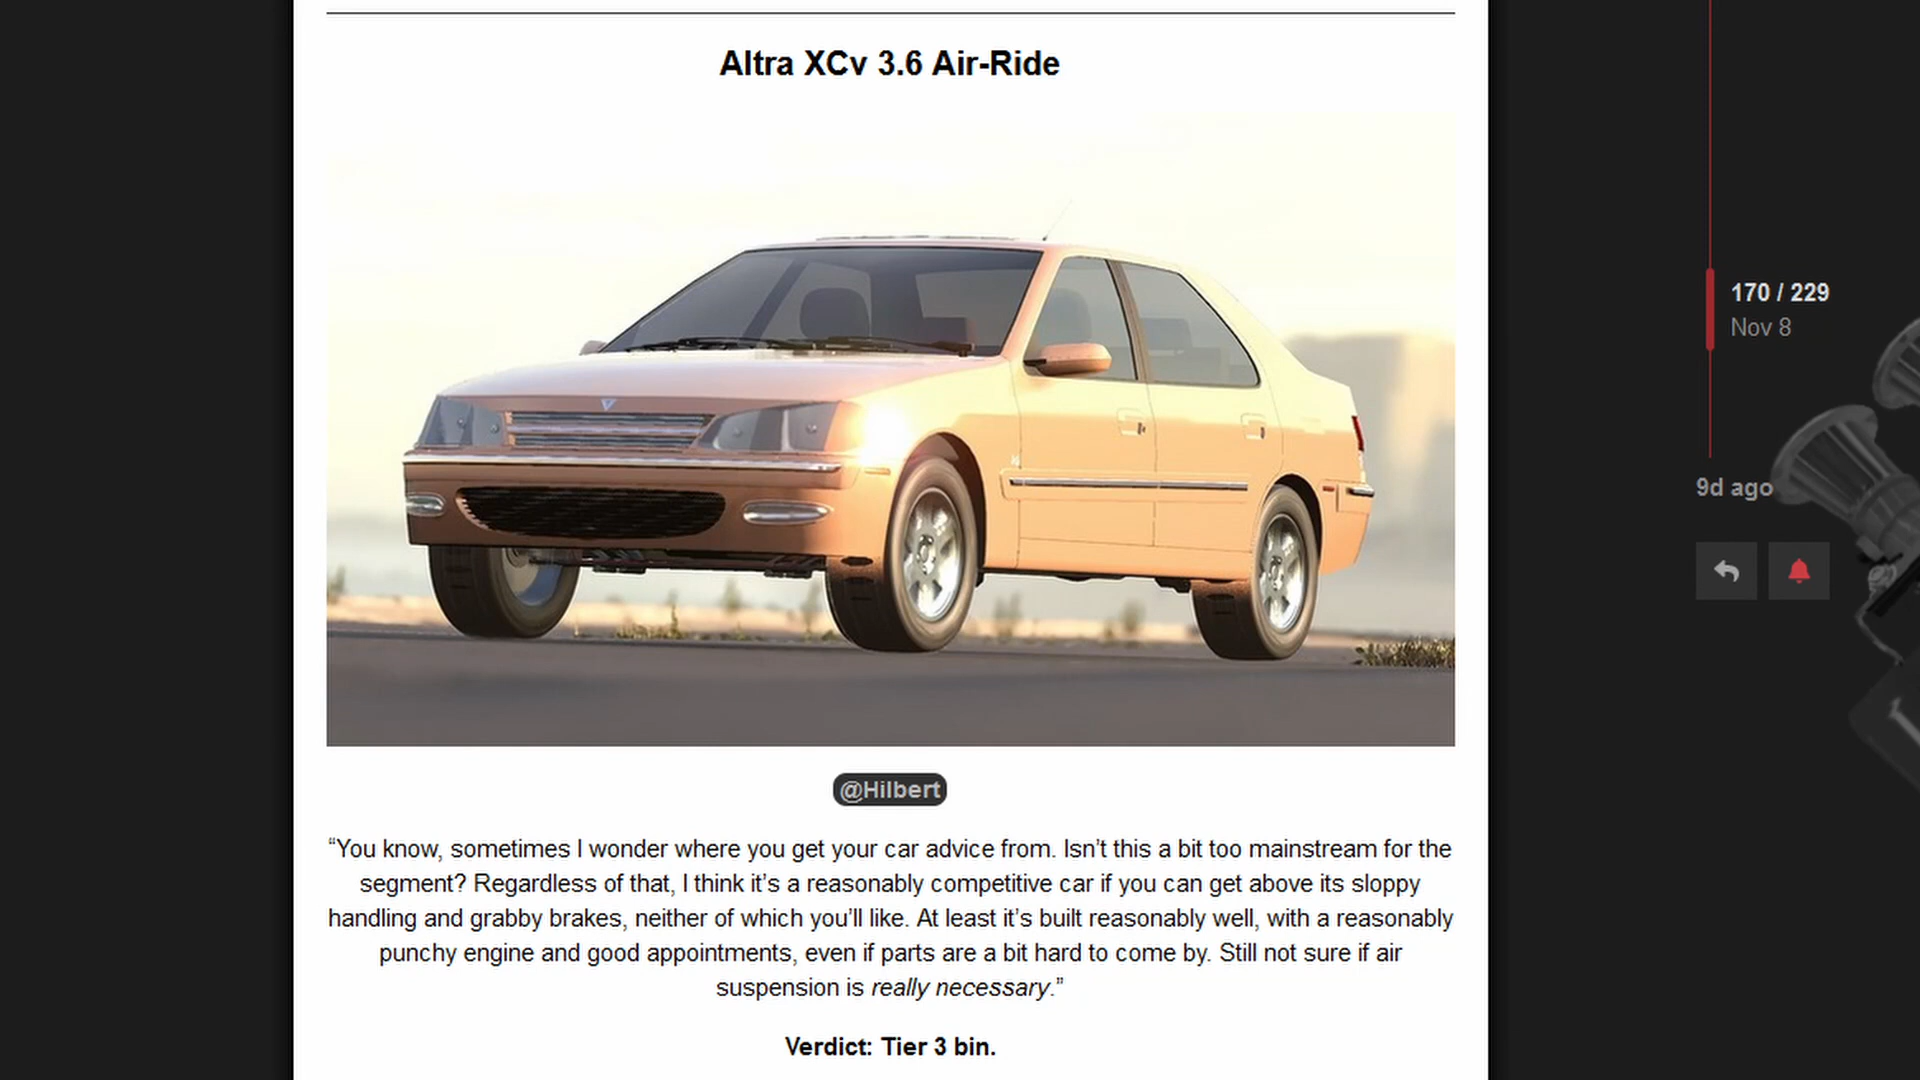 Altra XCv 3.6 Air-Ride
170 / 229
Nov 8
9d ago
@Hilbert
“You know, sometimes I wonder where you get your car advice from. Isn’t this a bit too mainstream for the
segment? Regardless of that, I think it’s a reasonably competitive car if you can get above its sloppy
handling and grabby brakes, neither of which you’ll like. At least it’s built reasonably well, with a reasonably
punchy engine and good appointments, even if parts are a bit hard to come by. Still not sure if air
suspension is really necessary.”
Verdict: Tier 3 bin.